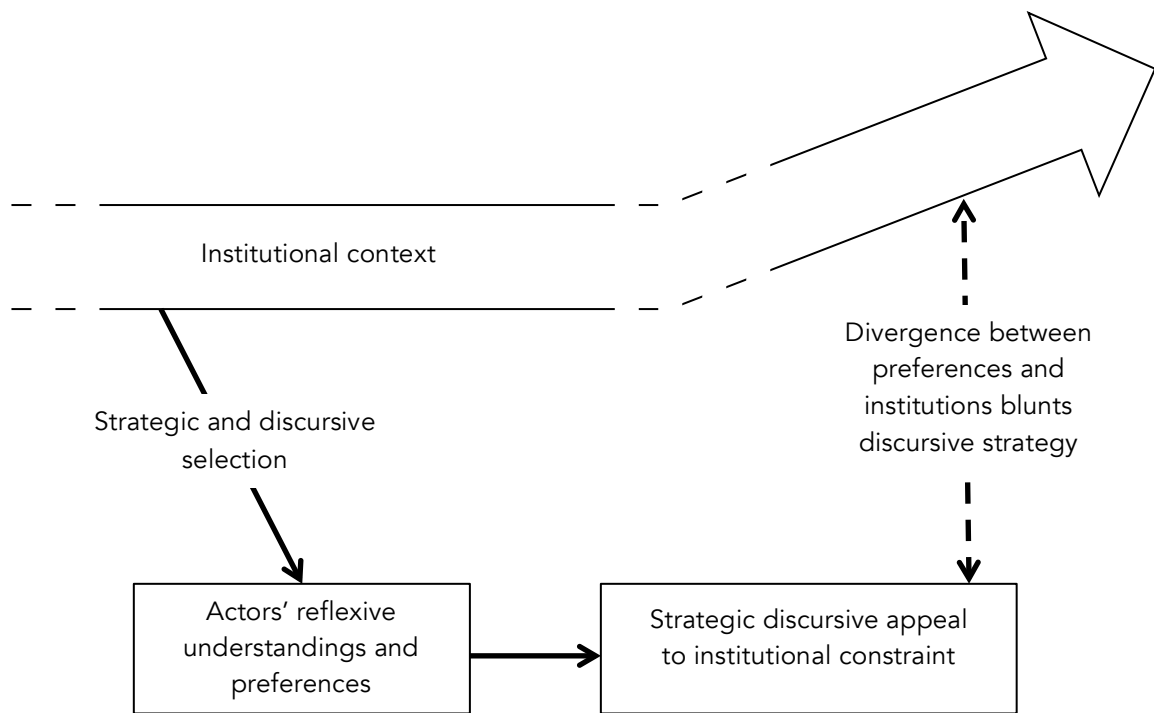 Institutional context
Divergence between
preferences and
institutions blunts
discursive strategy
Strategic and discursive
selection
Actors’ reflexive
understandings and
preferences
Strategic discursive appeal
to institutional constraint